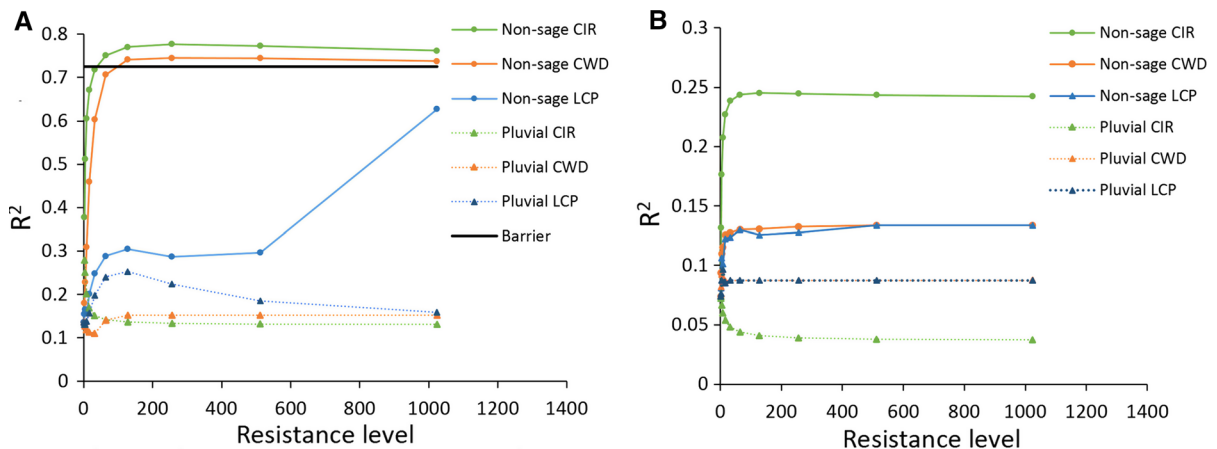 A
R2
0.8
0.7
0.6
0.5
0.4
0.3
0.2
0.1
0
0 200 400 600 800 1000 1200 1400
Resistance level
Non-sage CIR
Non-sage CWD
Non-sage LCP
Pluvial CIR
Pluvial CWD
Pluvial LCP
Barrier
B
R2
0.3
0.25
0.2
0.15
0.1
0.05
0
0 200 400 600 800 1000 1200 1400
Resistance level
Non-sage CIR
Non-sage CWD
Non-sage LCP
Pluvial CIR
Pluvial CWD
Pluvial LCP